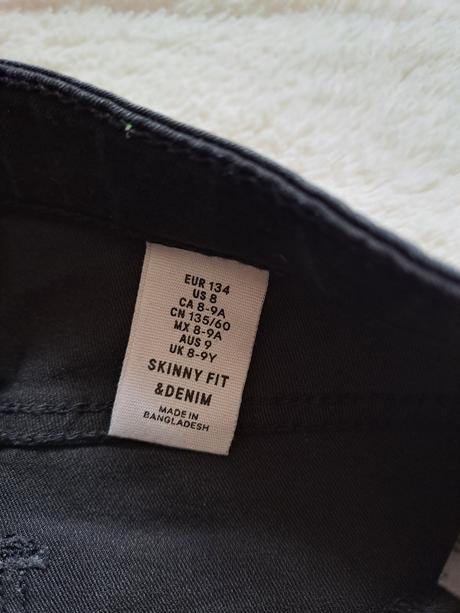 EUR 134
US 8
CA 8-9A
CN 135/60
MX 8-9A
AUS 9
UK 8-9Y
SKINNY FIT
&DENIM
MADE IN
BANGLADESH